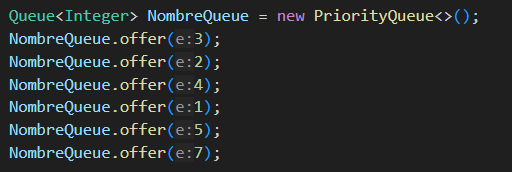 Queue<Integer> NombreQueue = new PriorityQueue<>();
NombreQueue.offer(e:3);
NombreQueue.offer(e:2);
NombreQueue.offer(e:4);
NombreQueue.offer(e:1);
NombreQueue.offer(e:5);
NombreQueue.offer(e:7);